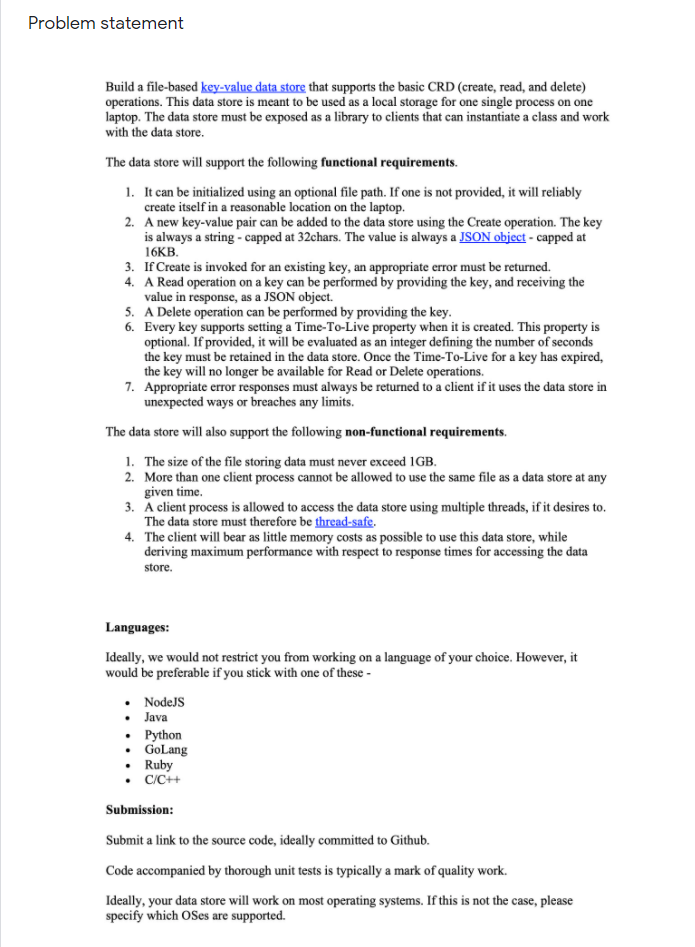 Problem statement
Build a file-based key-value data store that supports the basic CRD (create, read, and delete)
operations. This data store is meant to be used as a local storage for one single process on one
laptop. The data store must be exposed as a library to clients that can instantiate a class and work
with the data store.
The data store will support the following functional requirements.
1. It can be initialized using an optional file path. If one is not provided, it will reliably
create itself in a reasonable location on the laptop.
2. A new key-value pair can be added to the data store using the Create operation. The key
is always a string - capped at 32chars. The value is always a JSON object - capped at
16KB.
3. If Create is invoked for an existing key, an appropriate error must be returned.
4. A Read operation on a key can be performed by providing the key, and receiving the
value in response, as a JSON object.
5. A Delete operation can be performed by providing the key.
6. Every key supports setting a Time-To-Live property when it is created. This property is
optional. If provided, it will be evaluated as an integer defining the number of seconds
the key must be retained in the data store. Once the Time-To-Live for a key has expired,
the key will no longer be available for Read or Delete operations.
7. Appropriate error responses must always be returned to a client if it uses the data store in
unexpected ways or breaches any limits.
The data store will also support the following non-functional requirements.
1. The size of the file storing data must never exceed 1GB.
2. More than one client process cannot be allowed to use the same file as a data store at any
given time.
3. A client process is allowed to access the data store using multiple threads, if it desires to.
The data store must therefore be thread-safe.
4. The client will bear as little memory costs as possible to use this data store, while
deriving maximum performance with respect to response times for accessing the data
store.
Languages:
Ideally, we would not restrict you from working on a language of your choice. However, it
would be preferable if you stick with one of these -
• NodeJS
• Java
• Python
• GoLang
• Ruby
• C/C++
Submission:
Submit a link to the source code, ideally committed to Github.
Code accompanied by thorough unit tests is typically a mark of quality work.
Ideally, your data store will work on most operating systems. If this is not the case, please
specify which OSes are supported.